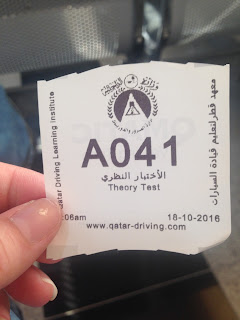 A041
الأختبار النظري
Theory Test
:06am 18-10-2016
www.qatar-driving.com
Qatar Driving Learning Institute
معهد قطر لتعليم قيادة السيارات